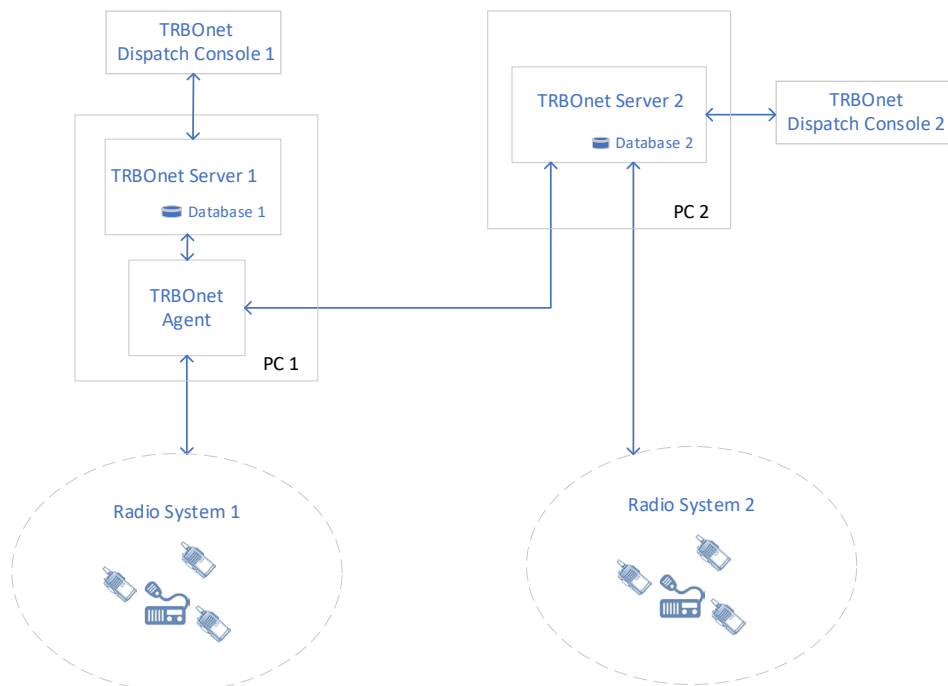 TRBOnet
Dispatch Console 1
TRBOnet Server 1
Database 1
TRBOnet
Agent
PC 1
TRBOnet Server 2
Database 2
PC 2
TRBOnet
Dispatch Console 2
Radio System 1
Radio System 2